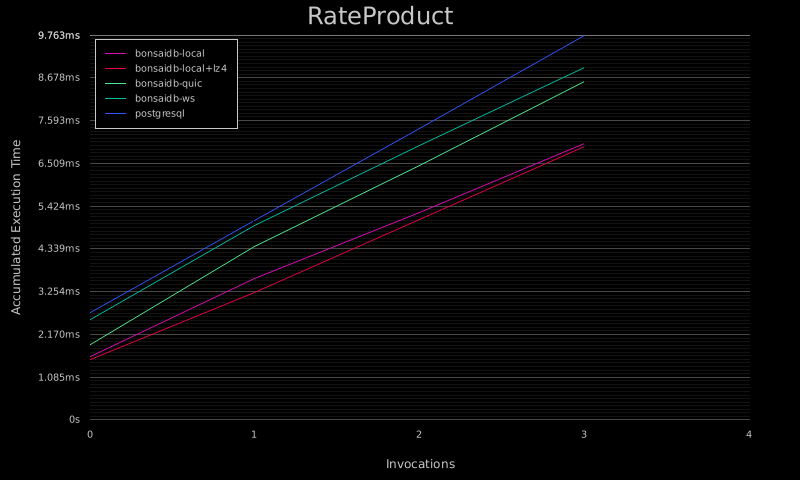 RateProduct
9.763ms
8.678ms
7.593ms
6.509ms
5.424ms
4.339ms
3.254ms
2.170ms
1.085ms
0s
Accumulated Execution Time
bonsaidb-local
bonsaidb-local+lz4
bonsaidb-quic
bonsaidb-ws
postgresql
0 1 2 3 4
Invocations